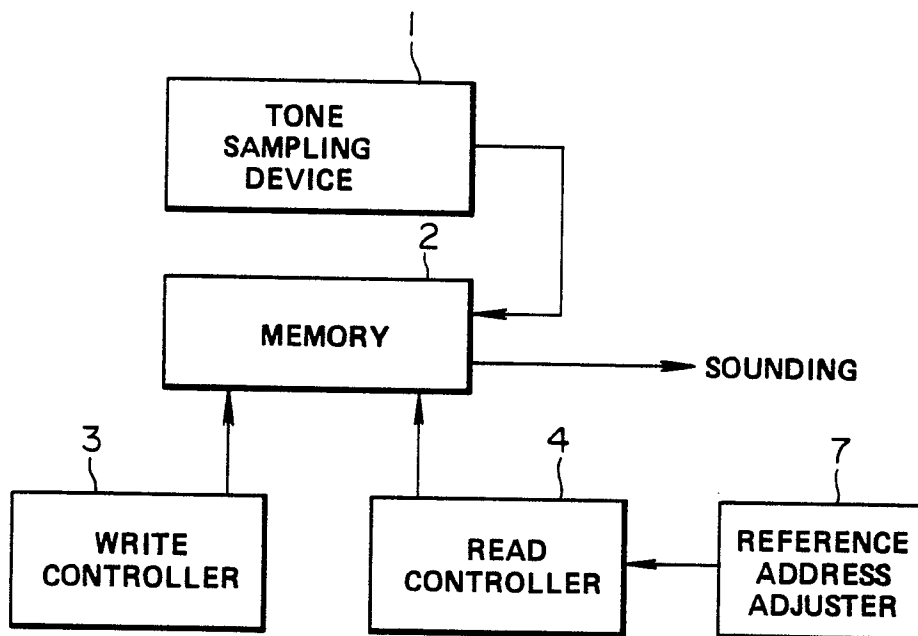 1
TONE
SAMPLING
DEVICE
2
MEMORY
SOUNDING
3
4
7
WRITE
CONTROLLER
READ
CONTROLLER
REFERENCE
ADDRESS
ADJUSTER